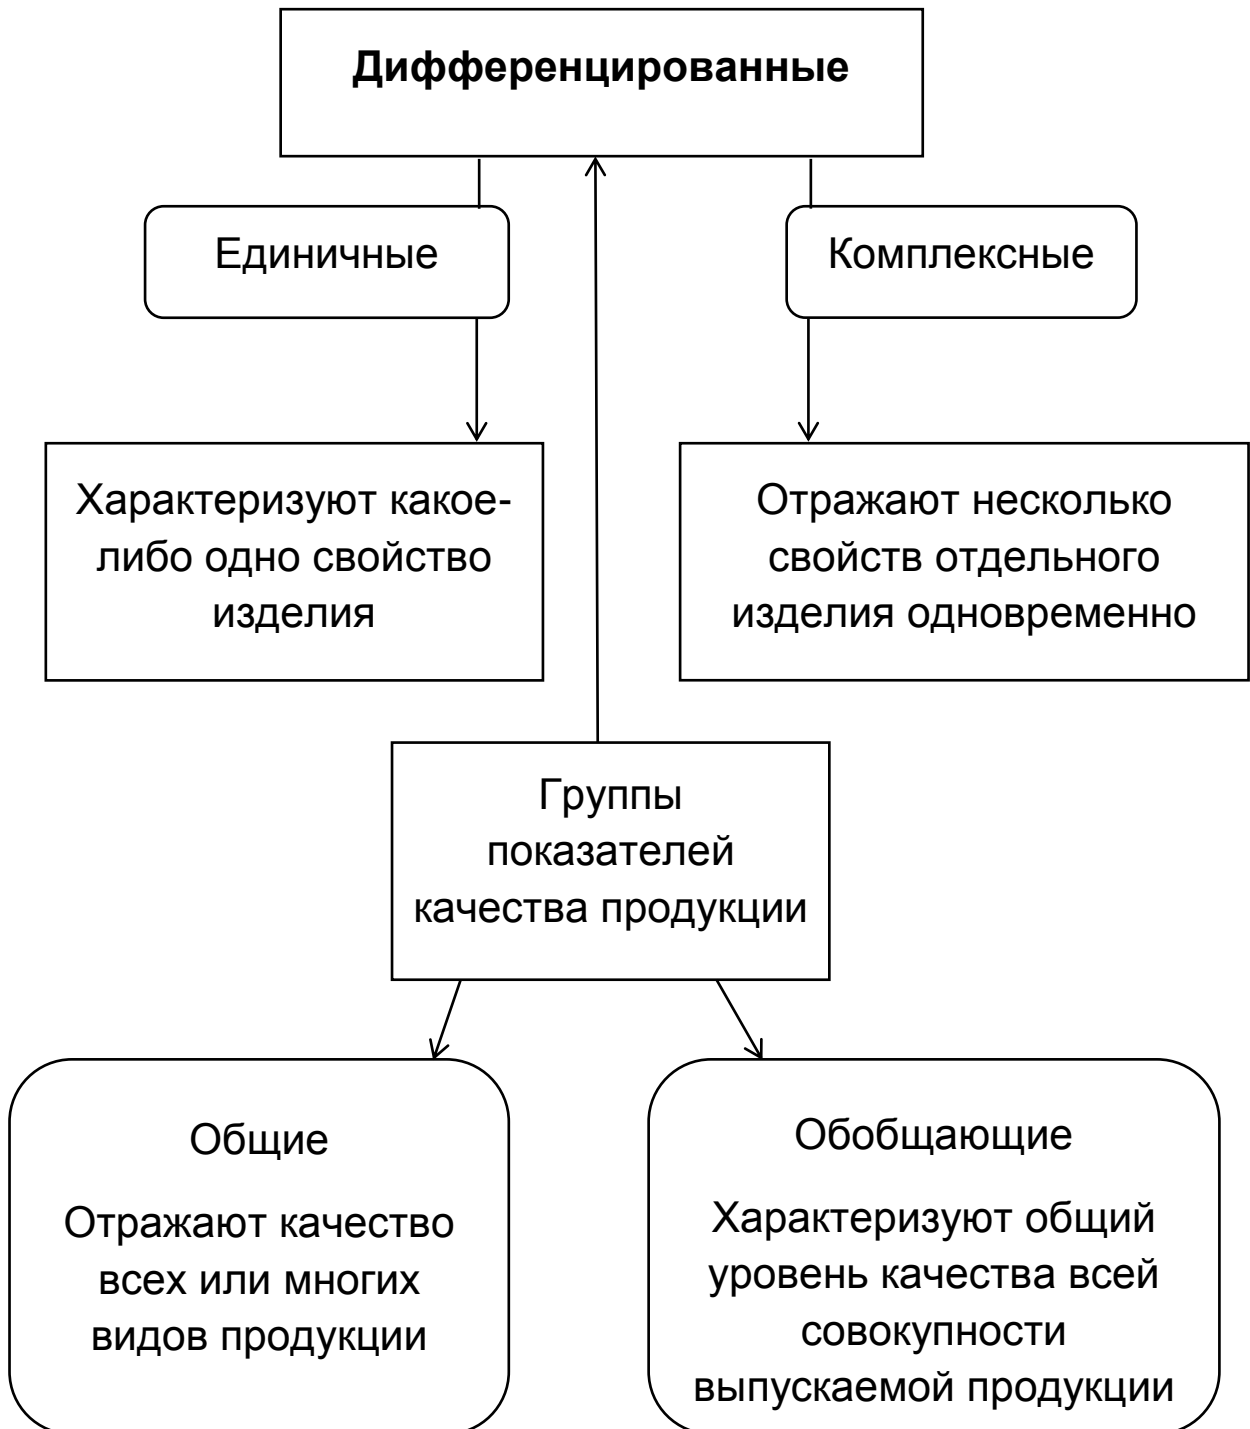 Дифференцированные
Единичные
Комплексные
Характеризуют какое-
либо одно свойство
изделия
Отражают несколько
свойств отдельного
изделия одновременно
Группы
показателей
качества продукции
Общие
Отражают качество
всех или многих
видов продукции
Обобщающие
Характеризуют общий
уровень качества всей
совокупности
выпускаемой продукции